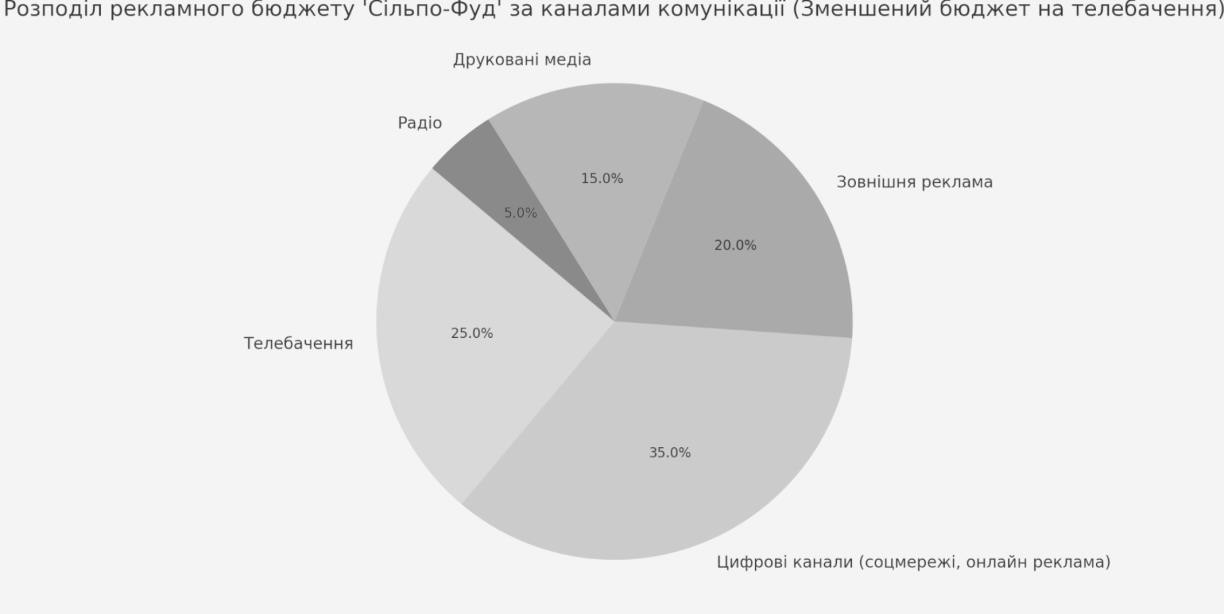 Розподіл рекламного бюджету 'Сільпо-Фуд' за каналами комунікації (Зменшений бюджет на телебачення)
Друковані медіа
Радіо
15.0%
Зовнішня реклама
5.0%
20.0%
25.0%
Телебачення
35.0%
Цифрові канали (соцмережі, онлайн реклама)